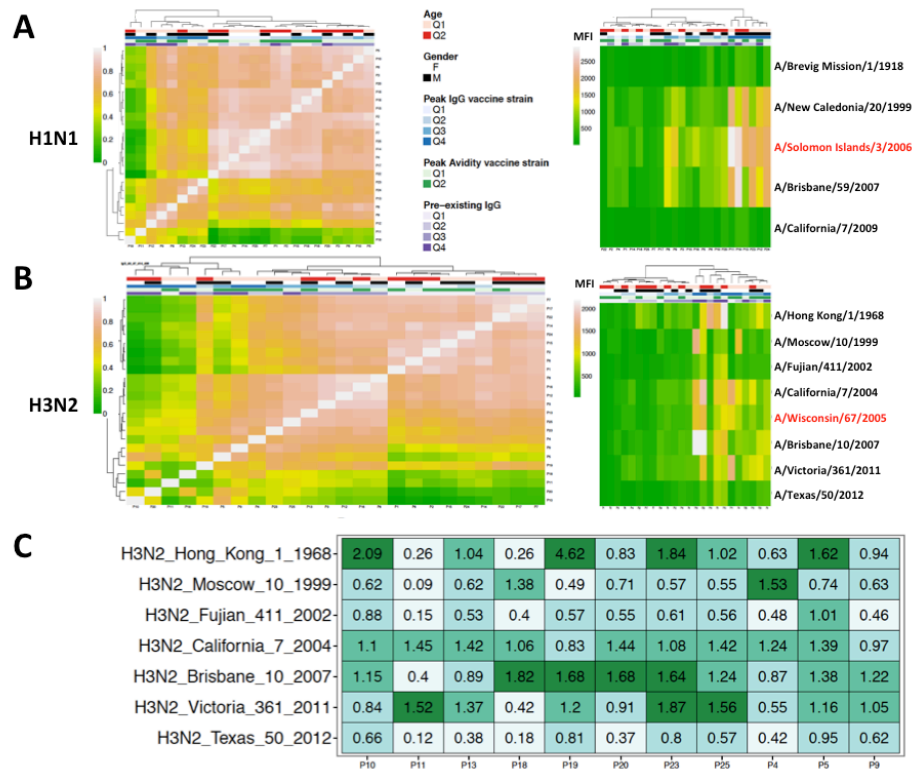 A
H1N1
1
0.8
0.6
0.4
0.2
0
Age
Q1
Q2
Gender
F
M
Peak IgG vaccine strain
Q1
Q2
Q3
Q4
Peak Avidity vaccine strain
Q1
Q2
Pre-existing IgG
Q1
Q2
Q3
Q4
MFI
2500
2000
1500
1000
500
A/Brevig Mission/1/1918
A/New Caledonia/20/1999
A/Solomon Islands/3/2006
A/Brisbane/59/2007
A/California/7/2009
B
H3N2
1
0.8
0.6
0.4
0.2
0
MFI
2000
1500
1000
500
A/Hong Kong/1/1968
A/Moscow/10/1999
A/Fujian/411/2002
A/California/7/2004
A/Wisconsin/67/2005
A/Brisbane/10/2007
A/Victoria/361/2011
A/Texas/50/2012
C
H3N2_Hong_Kong_1_1968 2.09 0.26 1.04 0.26 4.62 0.83 1.84 1.02 0.63 1.62 0.94
H3N2_Moscow_10_1999 0.62 0.09 0.62 1.38 0.49 0.71 0.57 0.55 1.53 0.74 0.63
H3N2_Fujian_411_2002 0.88 0.15 0.53 0.4 0.57 0.55 0.61 0.56 0.48 1.01 0.46
H3N2_California_7_2004 1.1 1.45 1.42 1.06 0.83 1.44 1.08 1.42 1.24 1.39 0.97
H3N2_Brisbane_10_2007 1.15 0.4 0.89 1.82 1.68 1.68 1.64 1.24 0.87 1.38 1.22
H3N2_Victoria_361_2011 0.84 1.52 1.37 0.42 1.2 0.91 1.87 1.56 0.55 1.16 1.05
H3N2_Texas_50_2012 0.66 0.12 0.38 0.18 0.81 0.37 0.8 0.57 0.42 0.95 0.62
P10 P11 P13 P18 P19 P20 P23 P25 P4 P5 P9